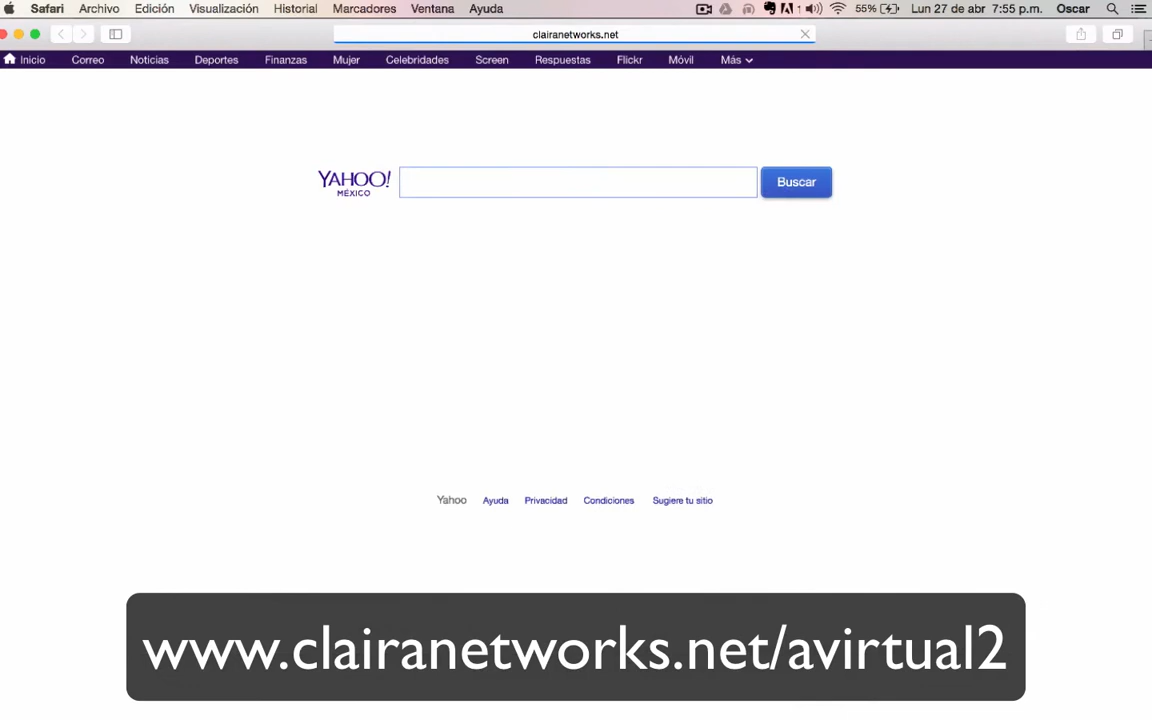 Safari Archivo Edición Visualización Historial Marcadores Ventana Ayuda 1 55% Lun 27 de abr 7:55 p.m. Oscar
clairanetworks.net
Inicio Correo Noticias Deportes Finanzas Mujer Celebridades Screen Respuestas Flickr Móvil Más
YAHOO! Buscar
MÉXICO
Yahoo Ayuda Privacidad Condiciones Sugiere tu sitio
www.clairanetworks.net/avirtual2